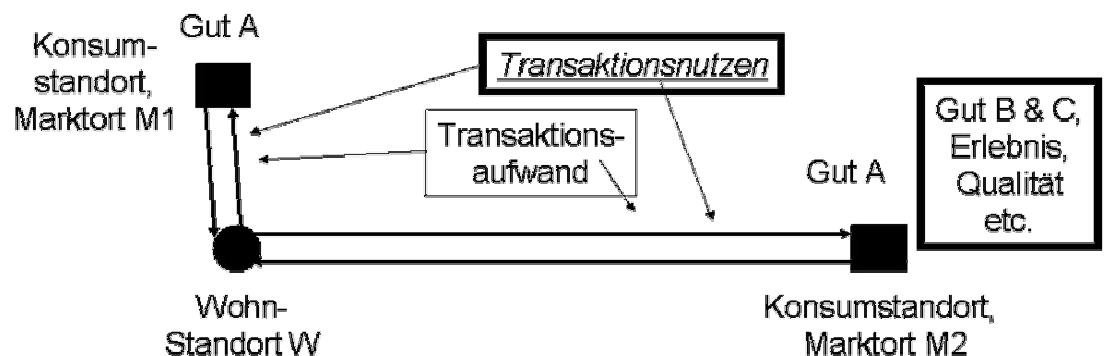 Gut A
Konsum-
standort,
Marktort M1
Transaktionsnutzen
Transaktions-
aufwand
Gut A
Gut B & C,
Erlebnis,
Qualität
etc.
Wohn-
Standort W
Konsumstandort,
Marktort M2